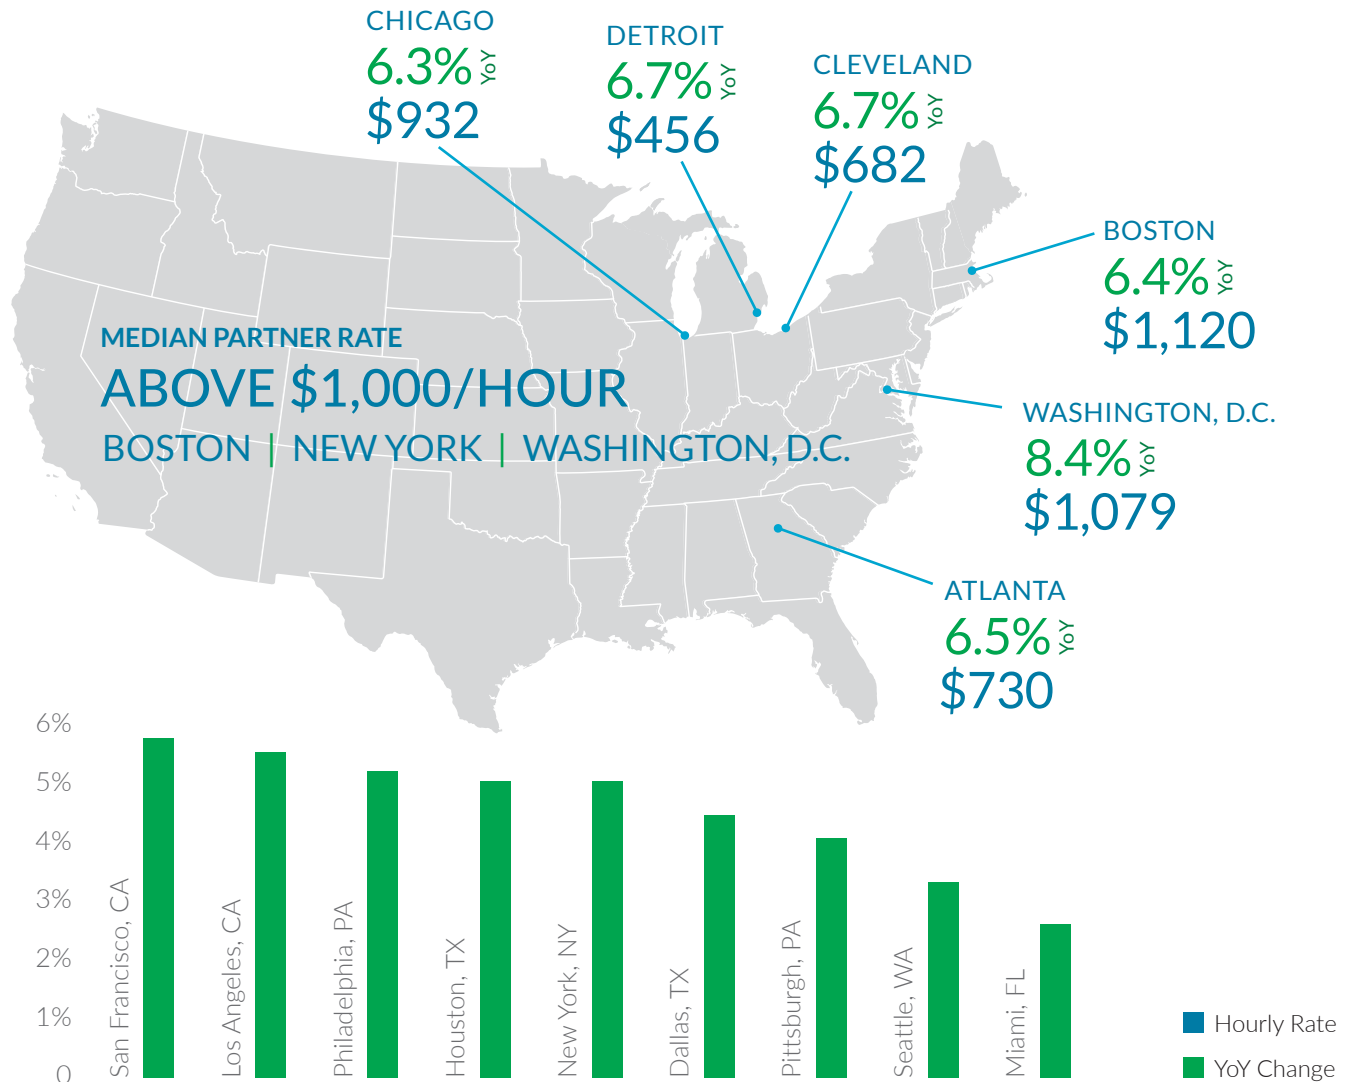 CHICAGO
6.3% YoY
$932
DETROIT
6.7% YoY
$456
CLEVELAND
6.7% YoY
$682
BOSTON
6.4% YoY
$1,120
WASHINGTON, D.C.
8.4% YoY
$1,079
ATLANTA
6.5% YoY
$730
MEDIAN PARTNER RATE
ABOVE $1,000/HOUR
BOSTON | NEW YORK | WASHINGTON, D.C.
6%
5%
4%
3%
2%
1%
0
San Francisco, CA
Los Angeles, CA
Philadelphia, PA
Houston, TX
New York, NY
Dallas, TX
Pittsburgh, PA
Seattle, WA
Miami, FL
Hourly Rate
YoY Change